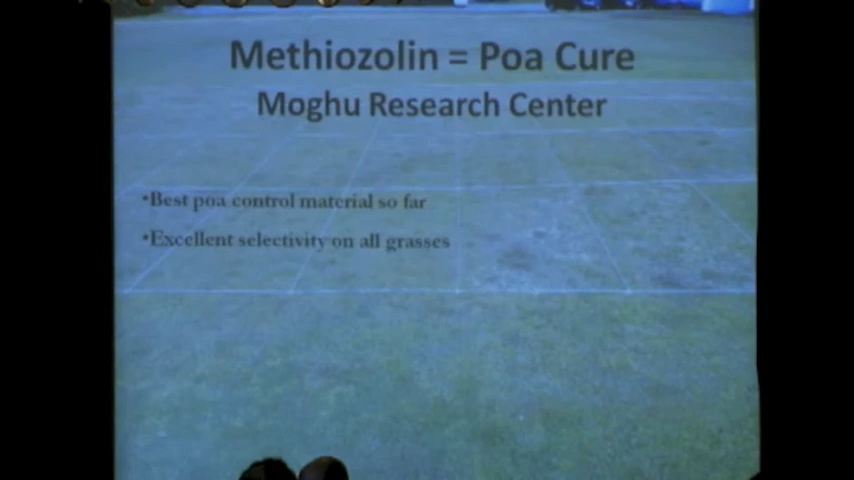 Methiozolin = Poa Cure
Moghu Research Center
•Best poa control material so far
•Excellent selectivity on all grasses